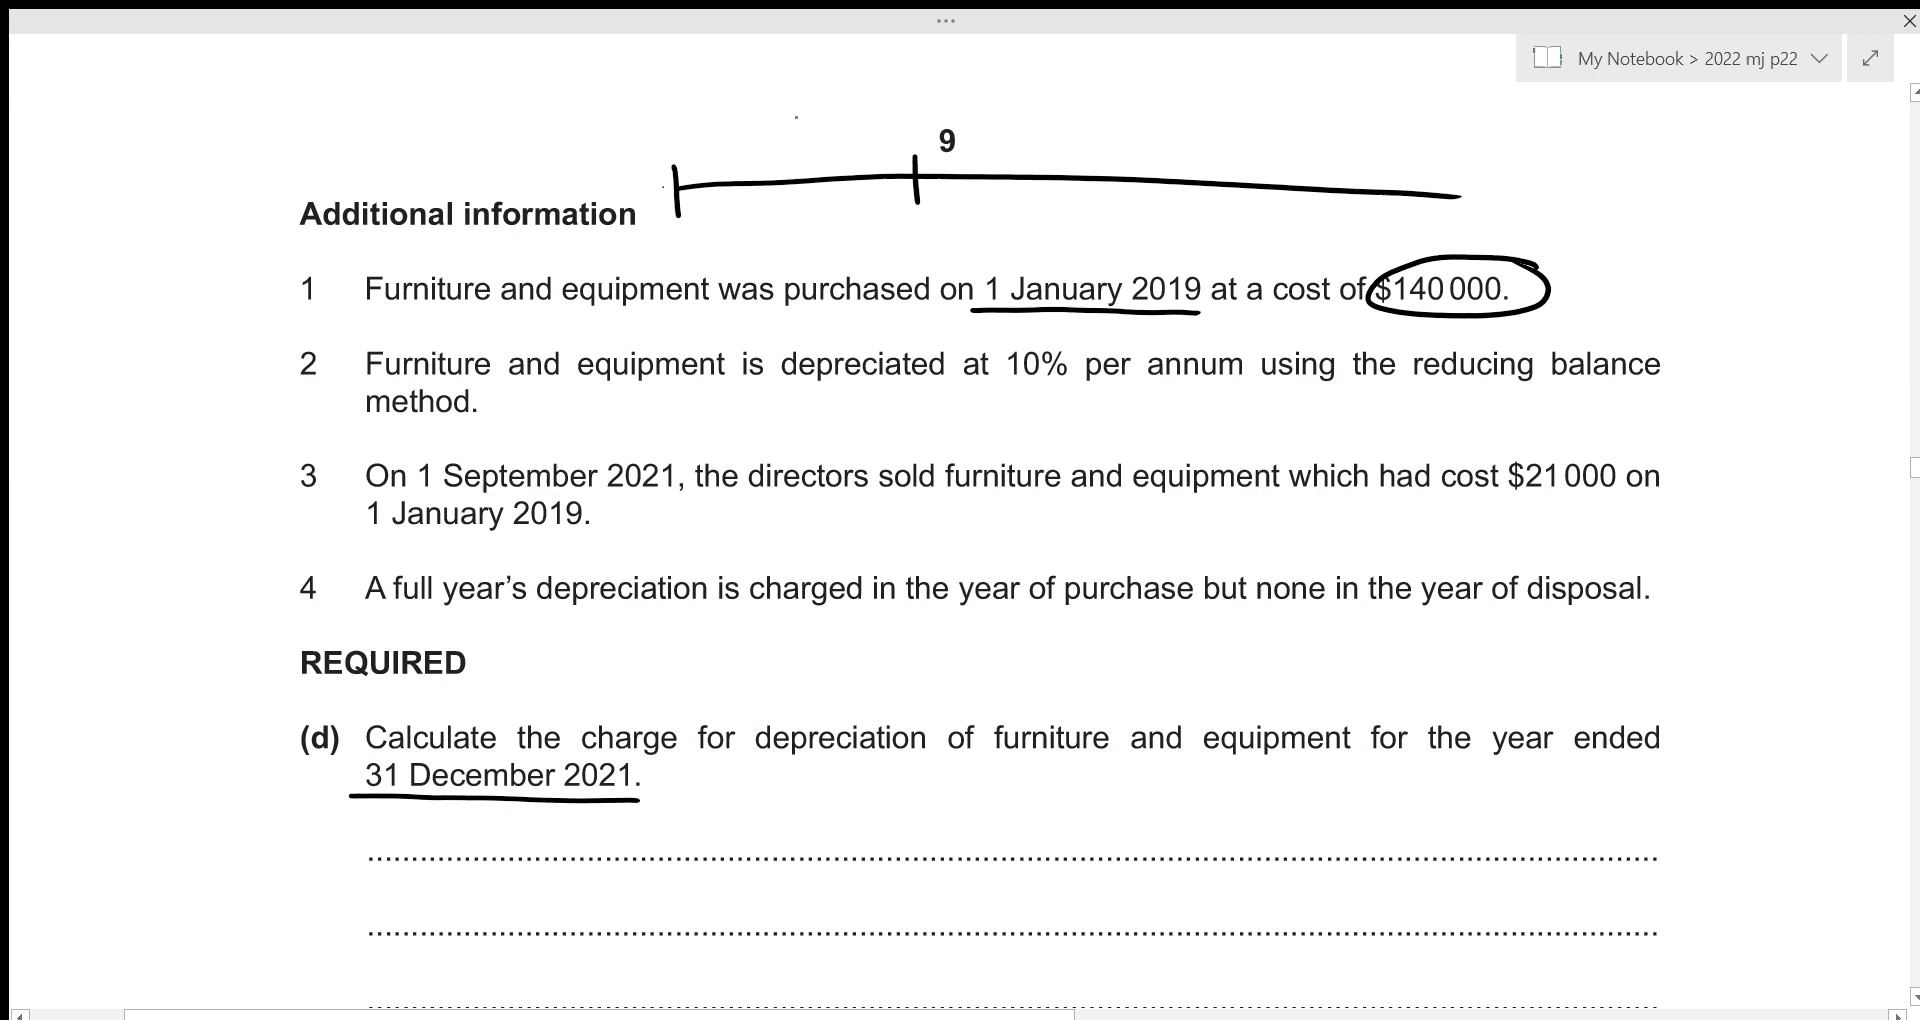 My Notebook > 2022 mj p22
9
Additional information
1 Furniture and equipment was purchased on 1 January 2019 at a cost of $140 000.
2 Furniture and equipment is depreciated at 10% per annum using the reducing balance
method.
3 On 1 September 2021, the directors sold furniture and equipment which had cost $21 000 on
1 January 2019.
4 A full year’s depreciation is charged in the year of purchase but none in the year of disposal.
REQUIRED
(d) Calculate the charge for depreciation of furniture and equipment for the year ended
31 December 2021.